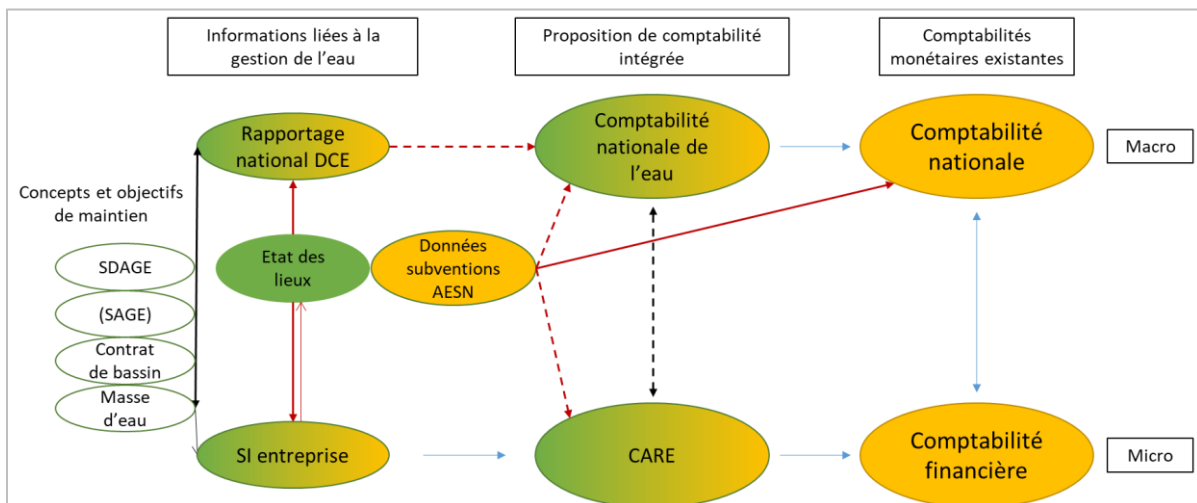 Informations liées à la
gestion de l'eau
Proposition de comptabilité
intégrée
Comptabilités
monétaires existantes
Rapportage
national DCE
Comptabilité
nationale de
l'eau
Comptabilité
nationale
Macro
Concepts et objectifs
de maintien
SDAGE
(SAGE)
Contrat
de bassin
Masse
d'eau
Etat des
lieux
Données
subventions
AESN
SI entreprise
CARE
Comptabilité
financière
Micro